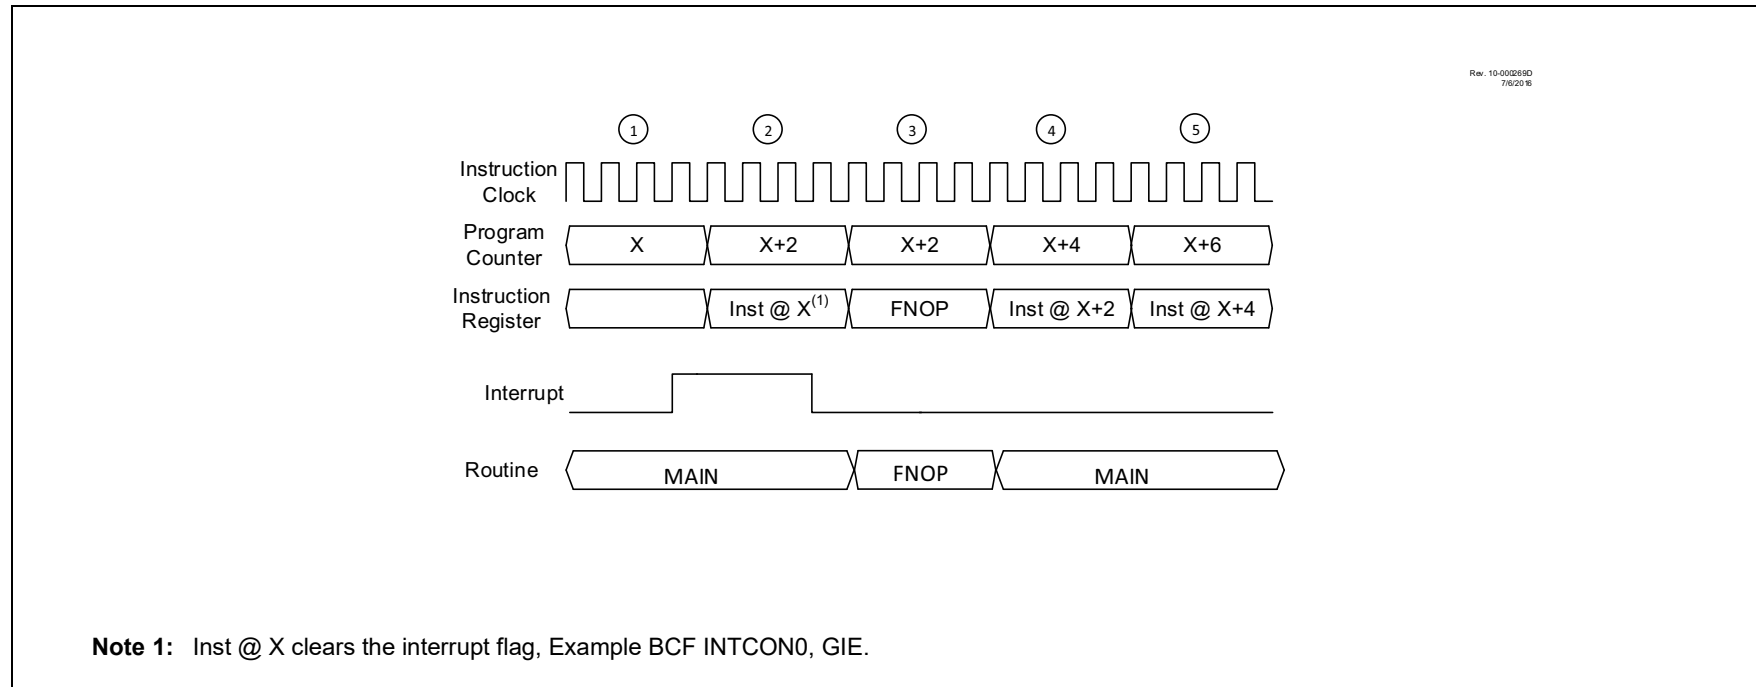 Rev. 10-000269D
7/6/2016
1 2 3 4 5
Instruction
Clock
Program
Counter
X X+2 X+2 X+4 X+6
Instruction
Register
Inst @ X(1) FNOP Inst @ X+2 Inst @ X+4
Interrupt
Routine MAIN FNOP MAIN
Note 1: Inst @ X clears the interrupt flag, Example BCF INTCON0, GIE.